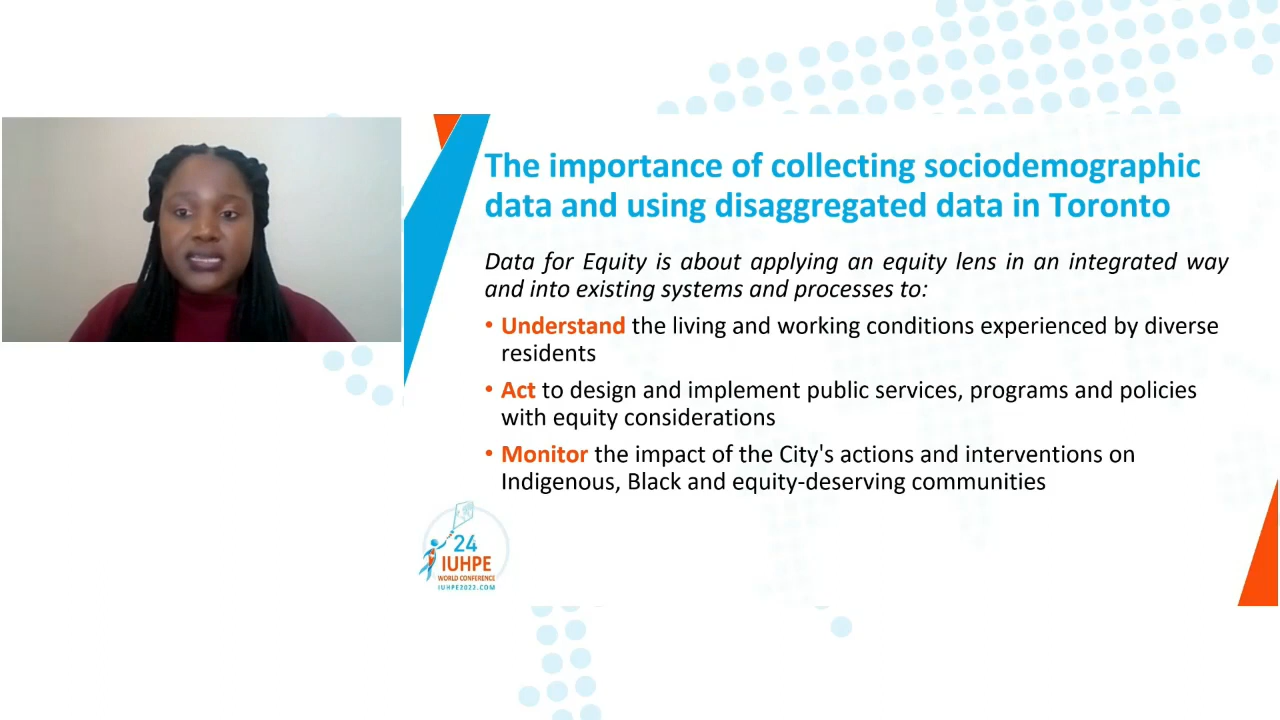 The importance of collecting sociodemographic
data and using disaggregated data in Toronto
Data for Equity is about applying an equity lens in an integrated way
and into existing systems and processes to:
• Understand the living and working conditions experienced by diverse
residents
• Act to design and implement public services, programs and policies
with equity considerations
• Monitor the impact of the City's actions and interventions on
Indigenous, Black and equity-deserving communities
24
IUHPE
WORLD CONFERENCE
IUHPE2022.COM